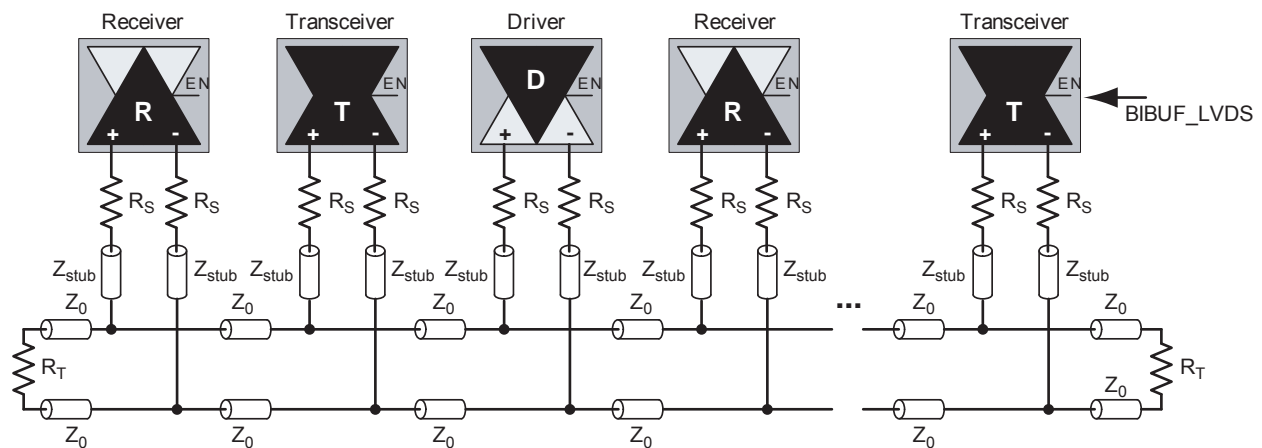 Receiver Transceiver Driver Receiver Transceiver
R EN T EN D EN R EN T EN
BIBUF_LVDS
+ - + - + - + - + -
RS RS RS RS RS RS RS RS RS RS
Zstub Zstub Zstub Zstub Zstub Zstub Zstub Zstub Zstub Zstub
Z0 Z0 Z0 Z0 ... Z0 Z0
RT RT
Z0
Z0 Z0 Z0 Z0 Z0